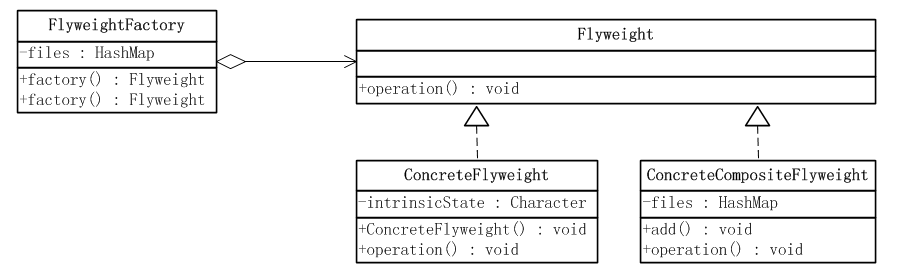 FlyweightFactory
-files : HashMap
+factory() : Flyweight
+factory() : Flyweight
Flyweight
+operation() : void
ConcreteFlyweight
-intrinsicState : Character
+ConcreteFlyweight() : void
+operation() : void
ConcreteCompositeFlyweight
-files : HashMap
+add() : void
+operation() : void